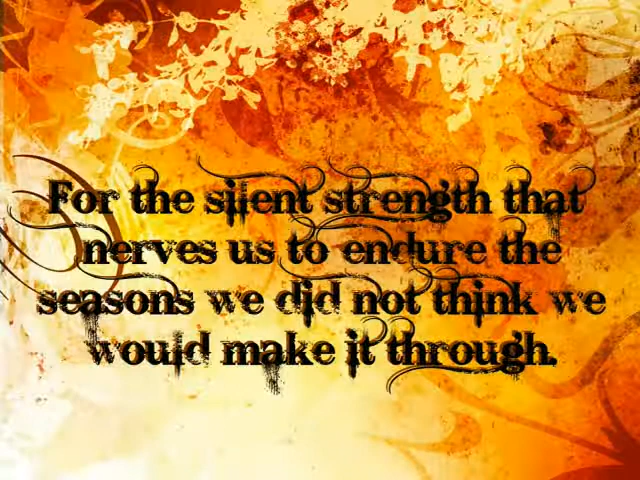 For the silent strength that
nerves us to endure the
seasons we did not think we
would make it through.